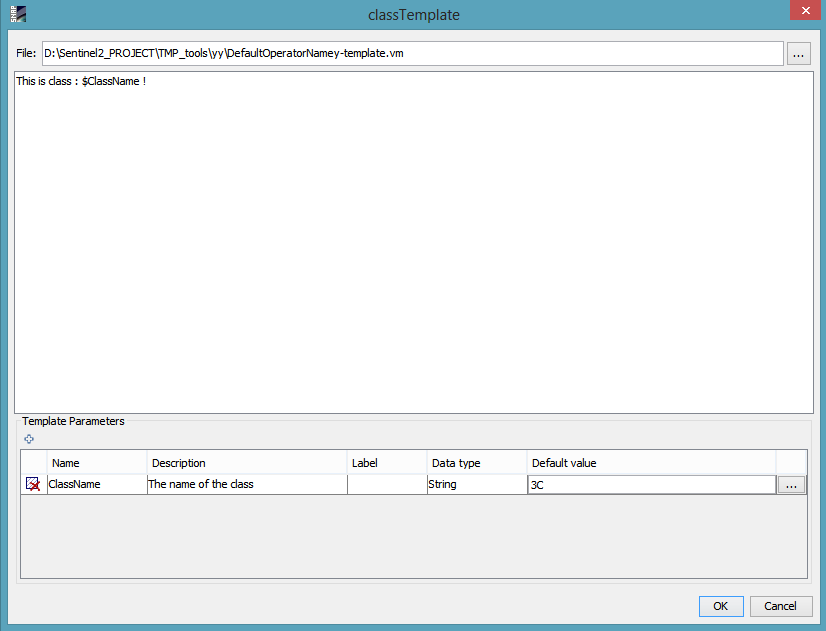 SNAP
classTemplate
File: D:\Sentinel2_PROJECT\TMP_tools\yy\DefaultOperatorNamey-template.vm ...
This is class : $ClassName !
Template Parameters
Name Description Label Data type Default value
ClassName The name of the class String 3C ...
OK Cancel